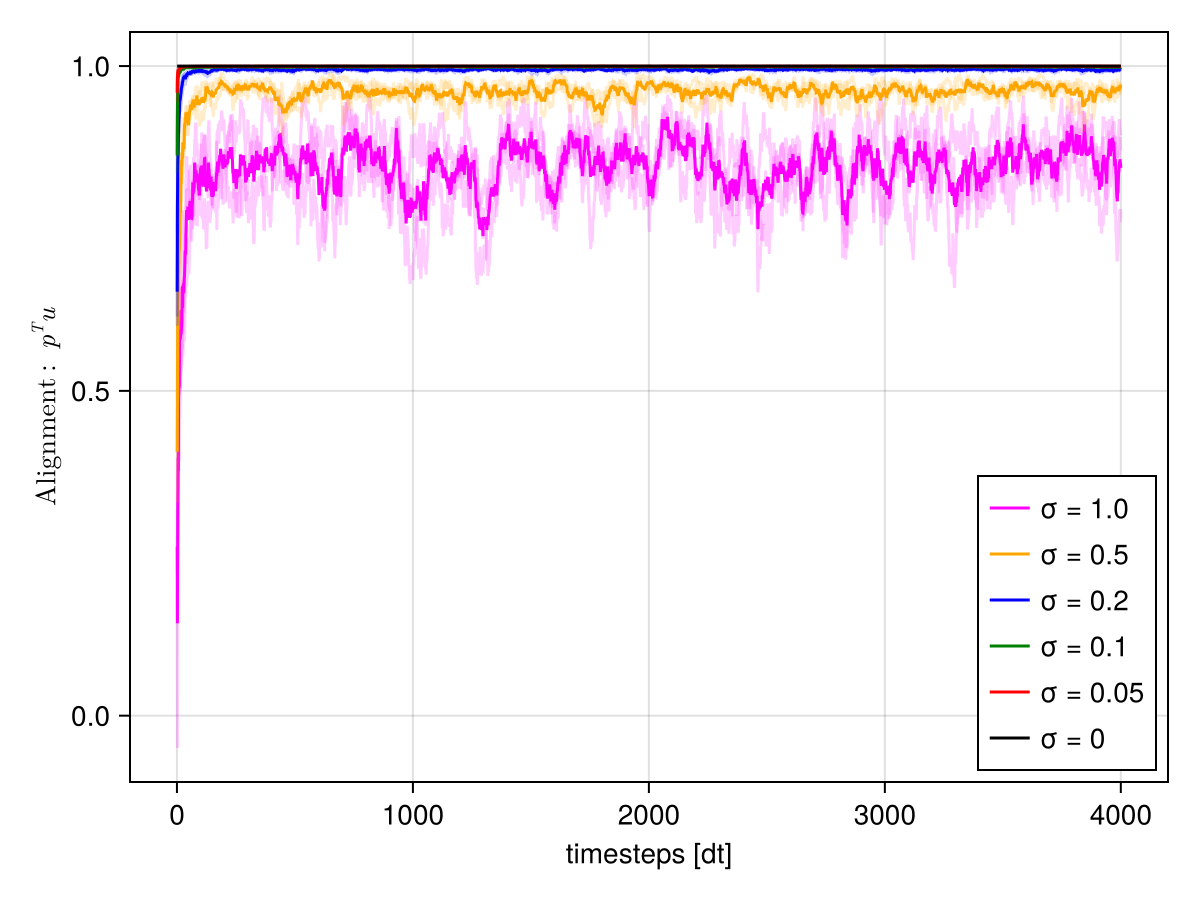 1.0
0.5
0.0
Alignment: p^T u
0 1000 2000 3000 4000
timesteps [dt]
σ = 1.0
σ = 0.5
σ = 0.2
σ = 0.1
σ = 0.05
σ = 0